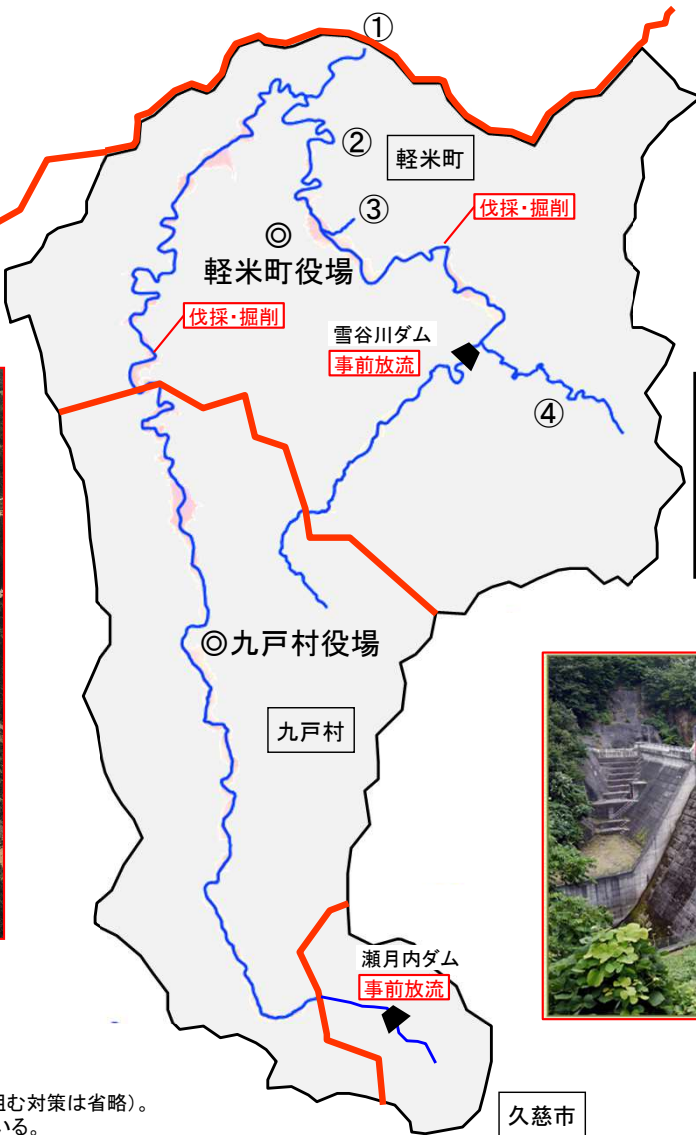 ①
②
軽米町
③
伐採・掘削
◎
軽米町役場
伐採・掘削
雪谷川ダム
事前放流
④
◎九戸村役場
九戸村
瀬月内ダム
事前放流
組む対策は省略)。
いる。
久慈市